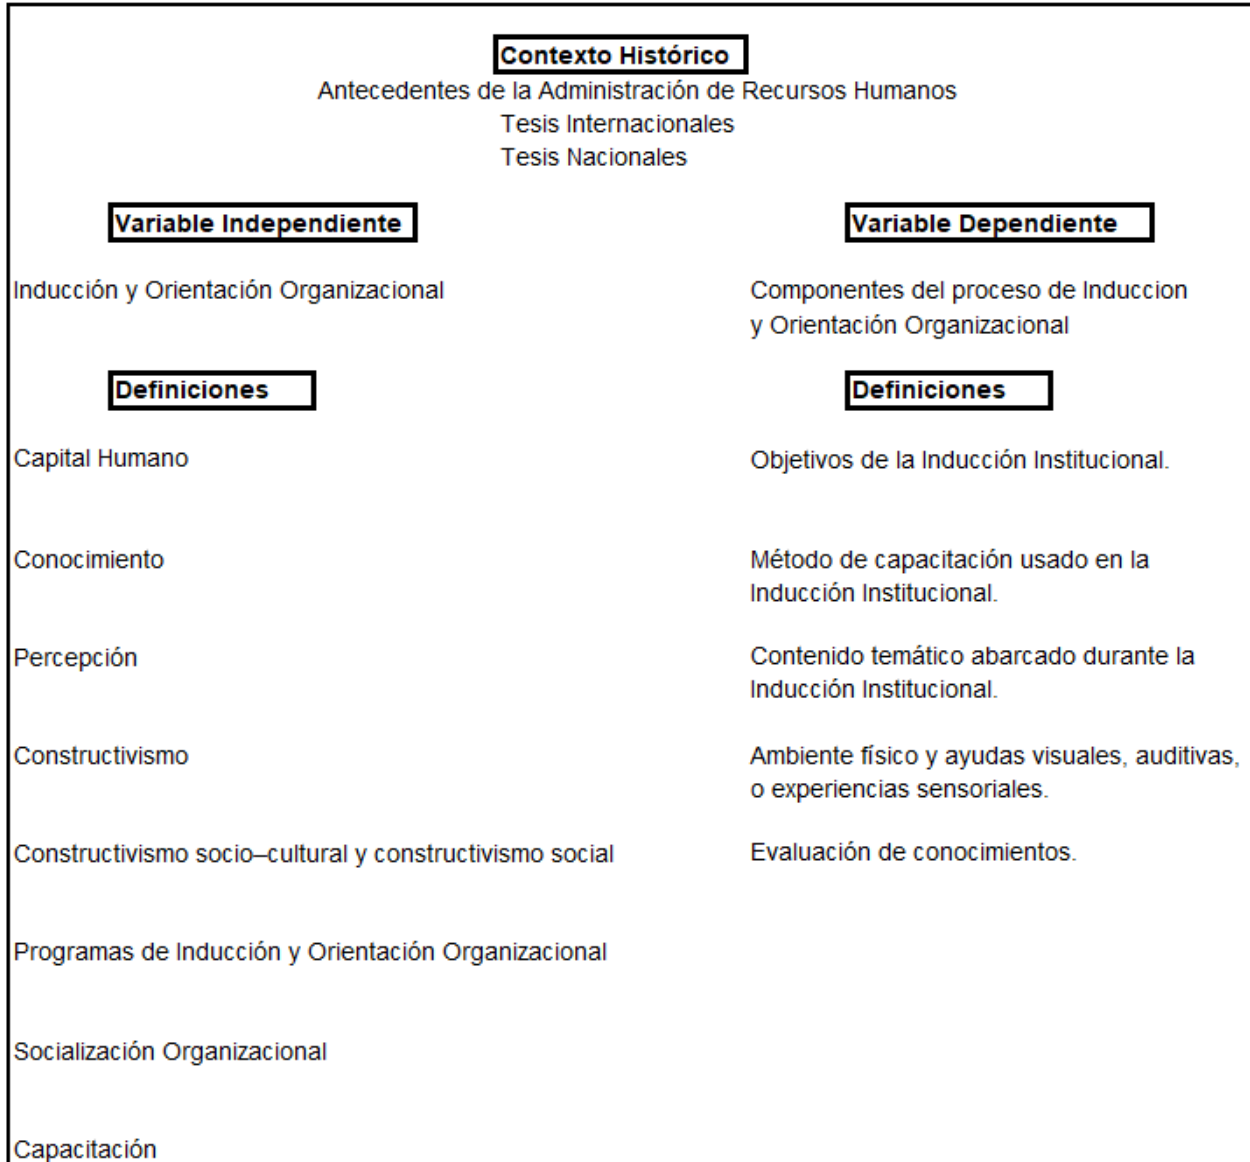 Contexto Histórico
Antecedentes de la Administración de Recursos Humanos
Tesis Internacionales
Tesis Nacionales
Variable Independiente
Variable Dependiente
Inducción y Orientación Organizacional
Componentes del proceso de Induccion
y Orientación Organizacional
Definiciones
Definiciones
Capital Humano
Objetivos de la Inducción Institucional.
Conocimiento
Método de capacitación usado en la
Inducción Institucional.
Percepción
Contenido temático abarcado durante la
Inducción Institucional.
Constructivismo
Ambiente físico y ayudas visuales, auditivas,
o experiencias sensoriales.
Constructivismo socio–cultural y constructivismo social
Evaluación de conocimientos.
Programas de Inducción y Orientación Organizacional
Socialización Organizacional
Capacitación